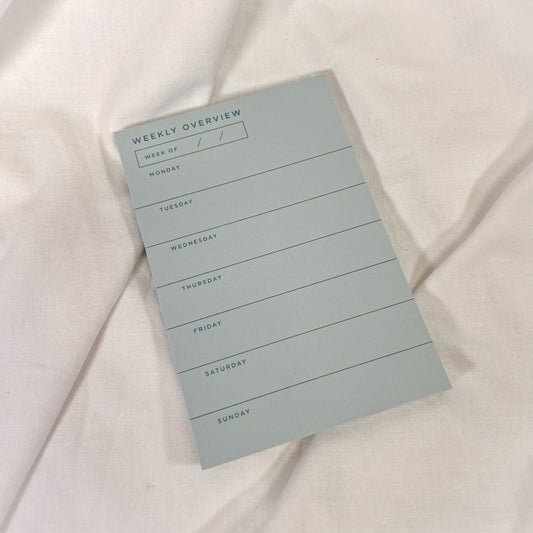 WEEKLY OVERVIEW
WEEK OF / /
MONDAY
TUESDAY
WEDNESDAY
THURSDAY
FRIDAY
SATURDAY
SUNDAY